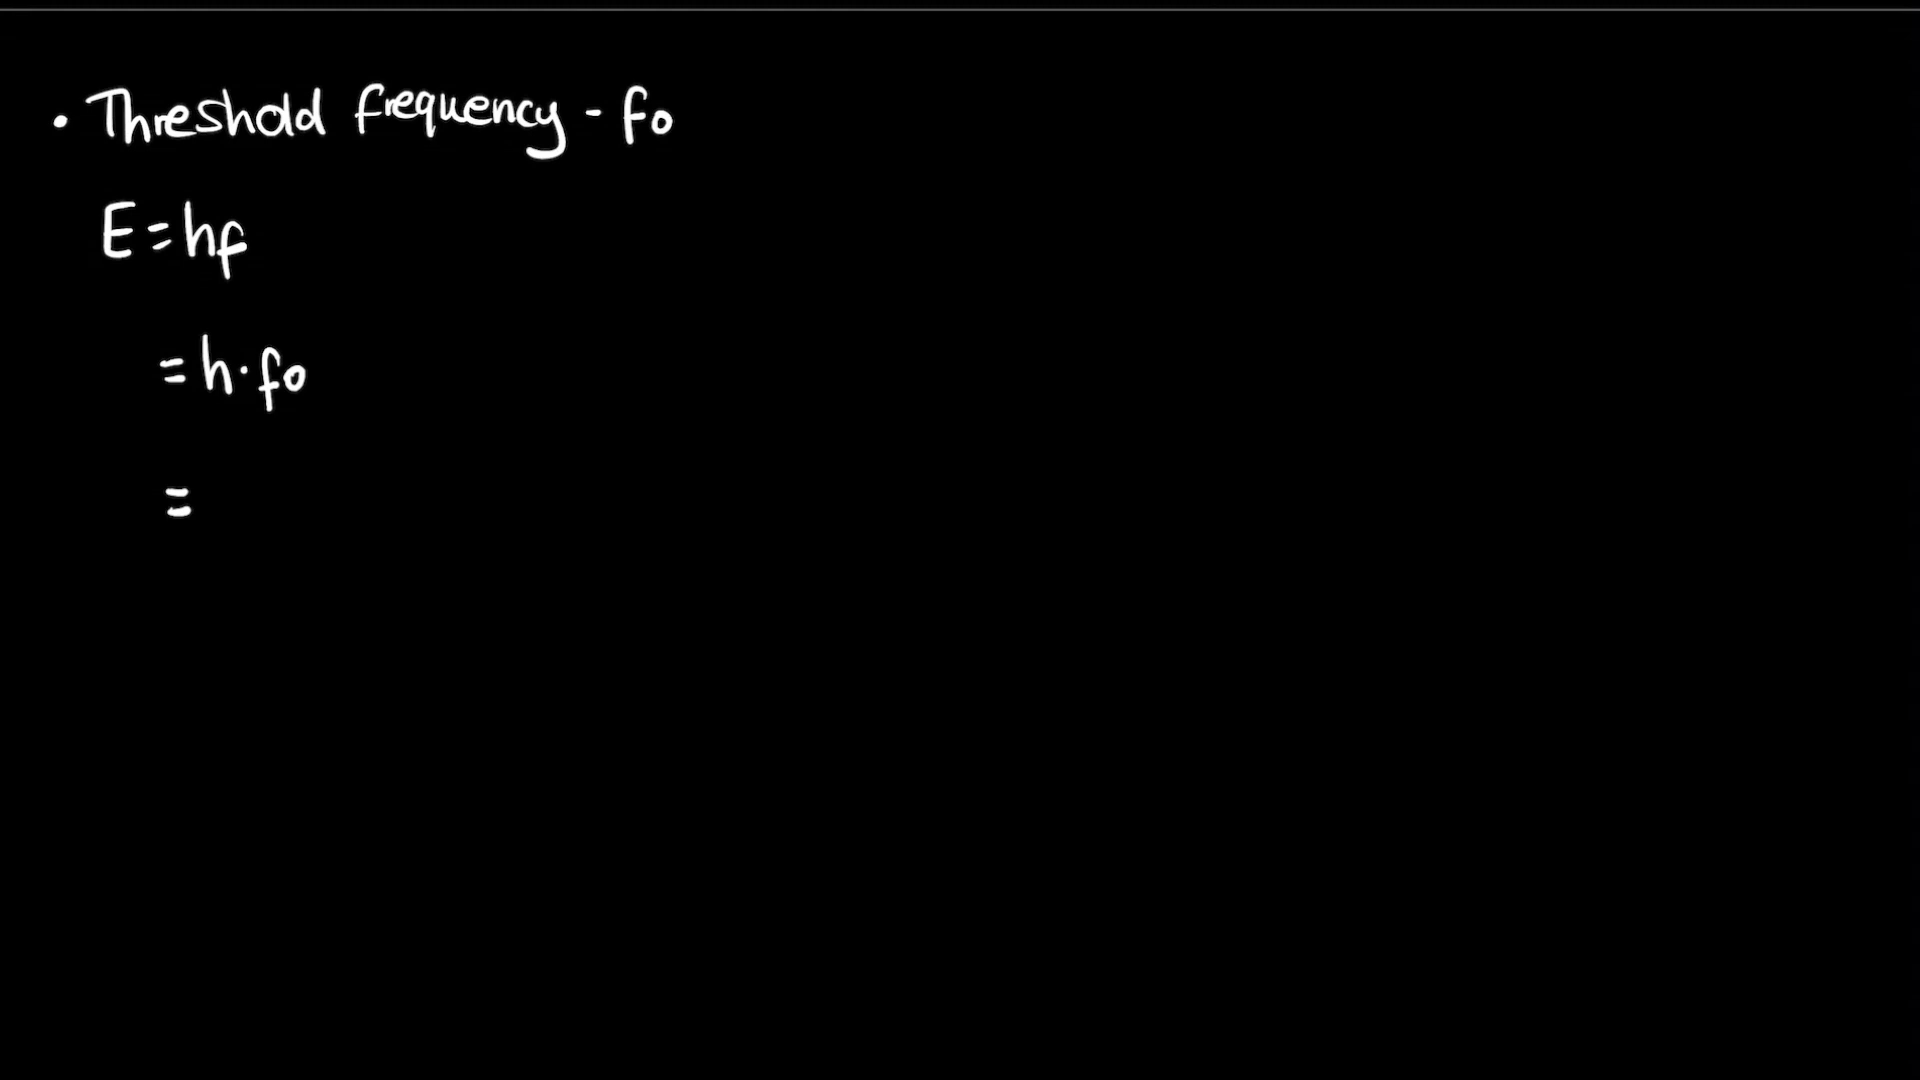 · Threshold frequency - fo
E = hf
= h · fo
=